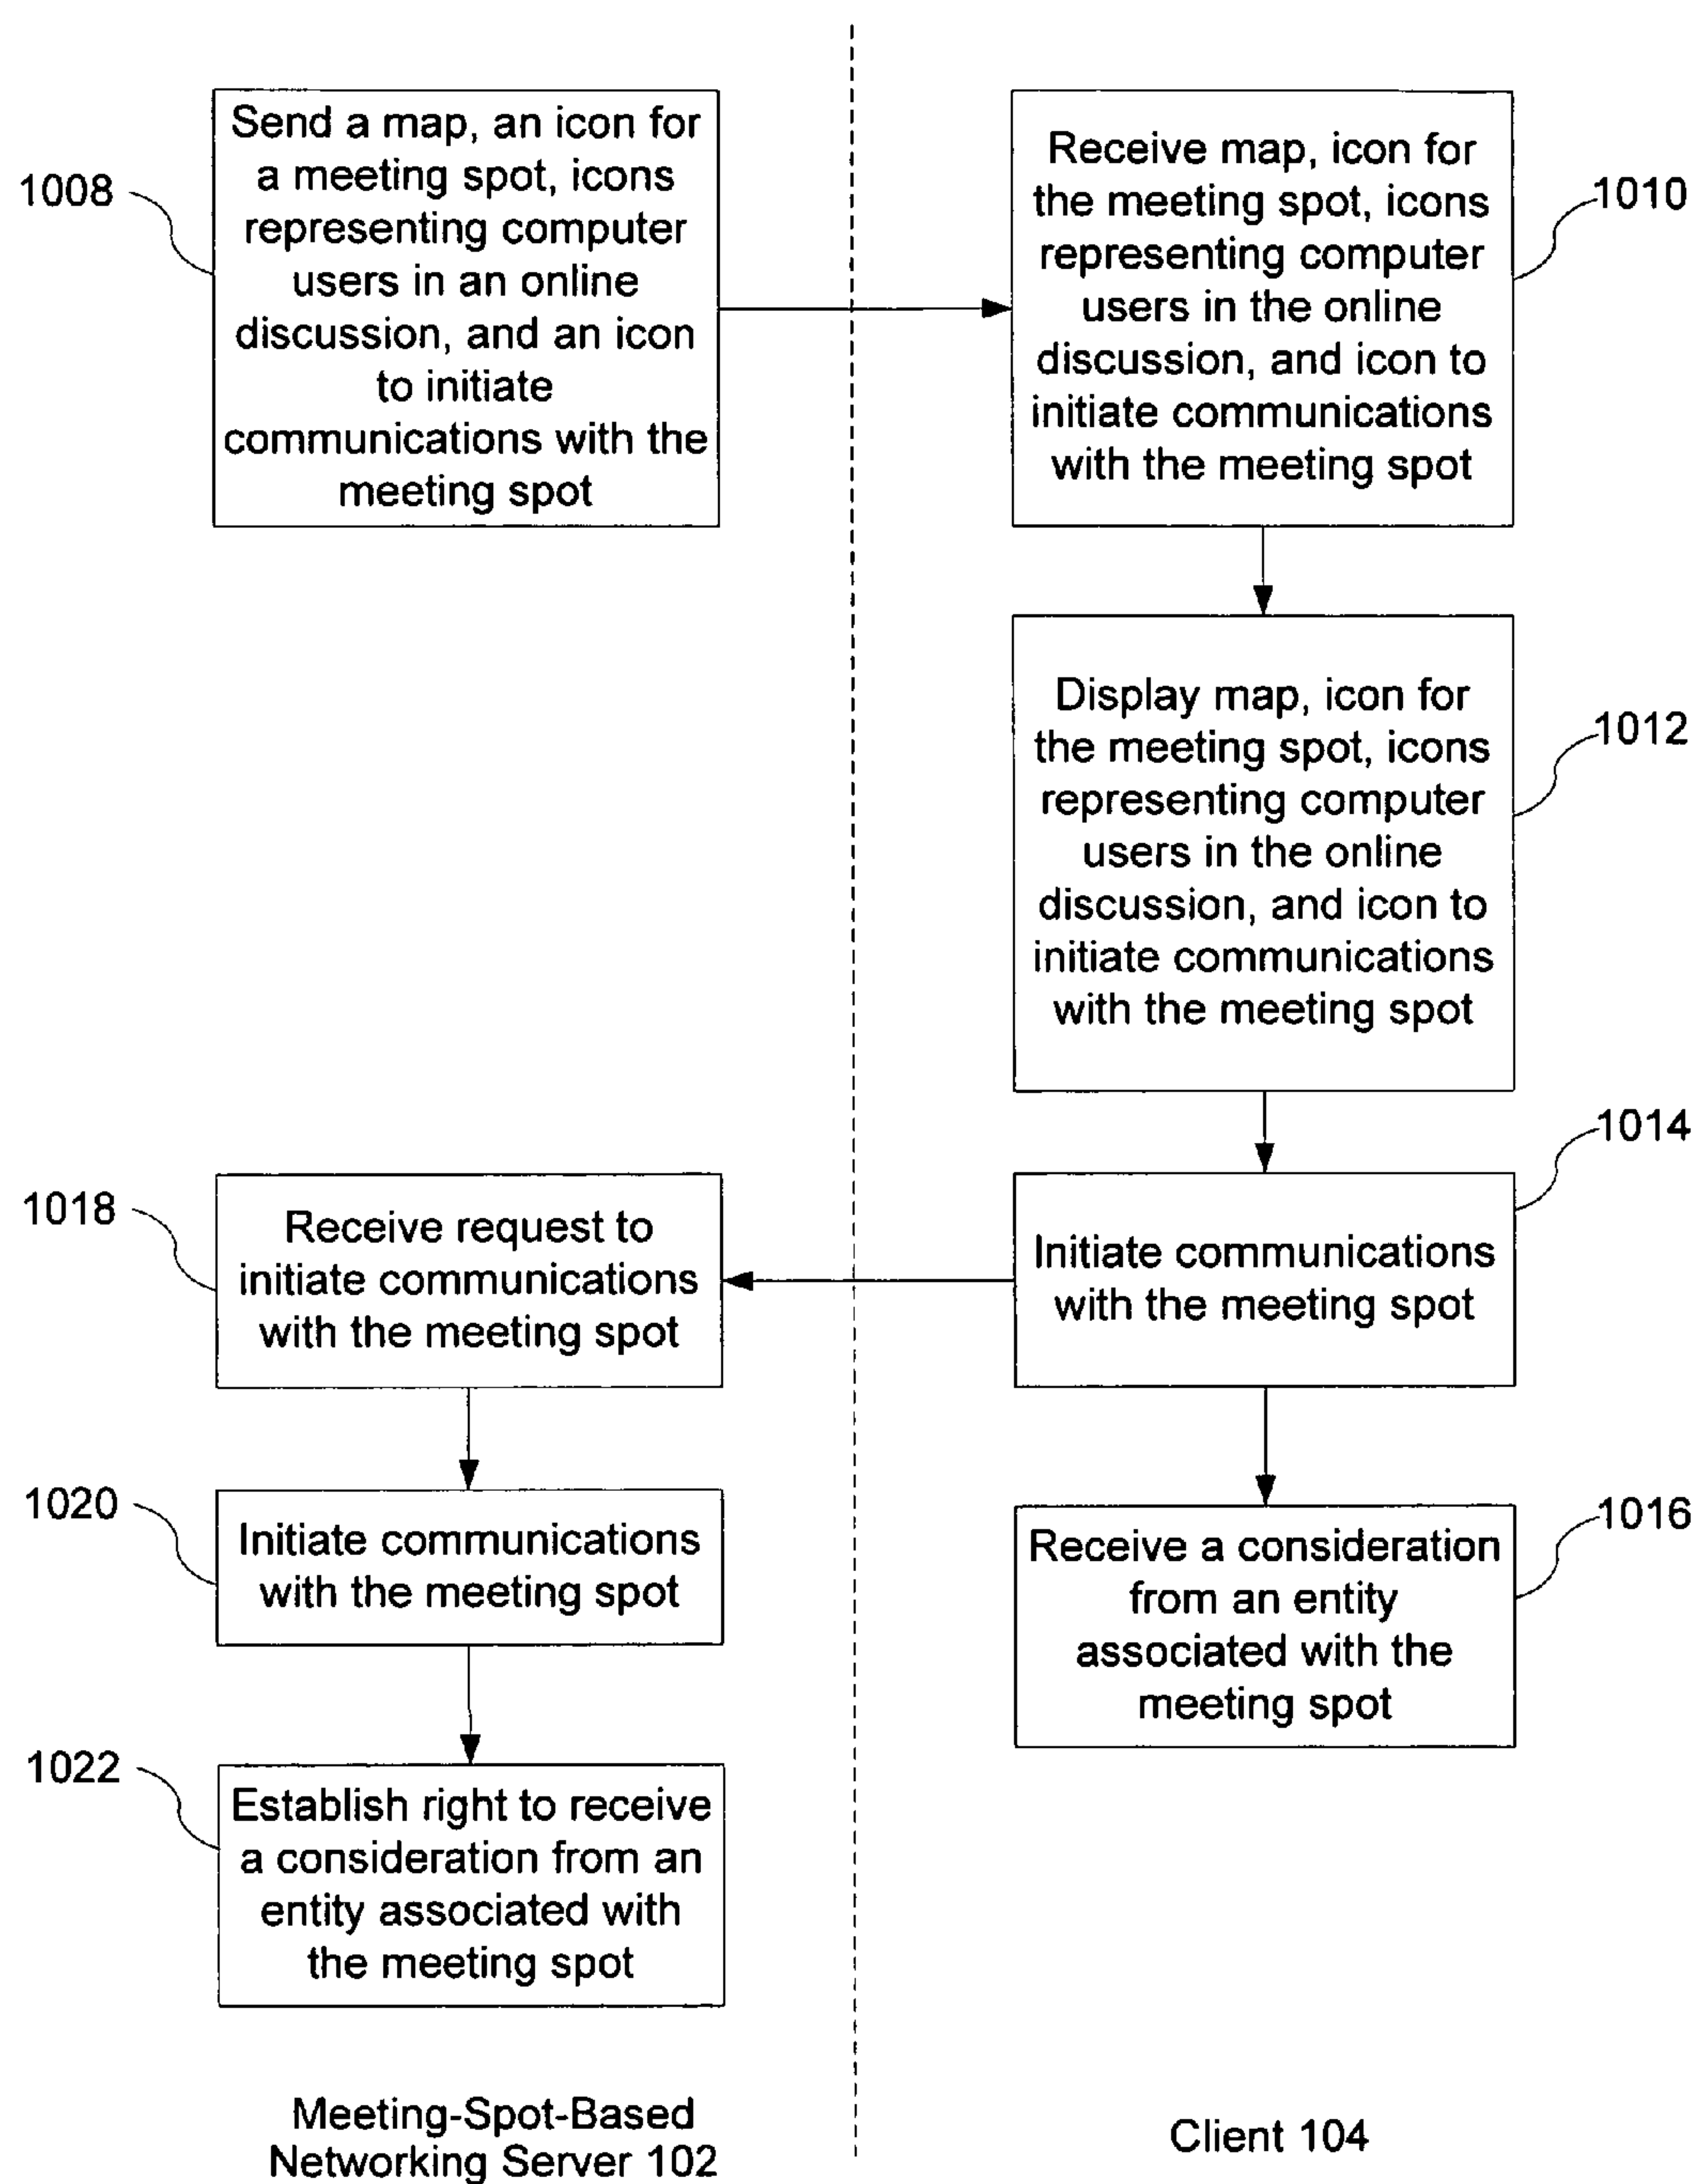 1008
Send a map, an icon for
a meeting spot, icons
representing computer
users in an online
discussion, and an icon
to initiate
communications with the
meeting spot
Receive map, icon for
the meeting spot, icons
representing computer
users in the online
discussion, and icon to
initiate communications
with the meeting spot
1010
Display map, icon for
the meeting spot, icons
representing computer
users in the online
discussion, and icon to
initiate communications
with the meeting spot
1012
1014
Initiate communications
with the meeting spot
1018
Receive request to
initiate communications
with the meeting spot
1020
Initiate communications
with the meeting spot
1016
Receive a consideration
from an entity
associated with the
meeting spot
1022
Establish right to receive
a consideration from an
entity associated with
the meeting spot
Meeting-Spot-Based
Networking Server 102
Client 104